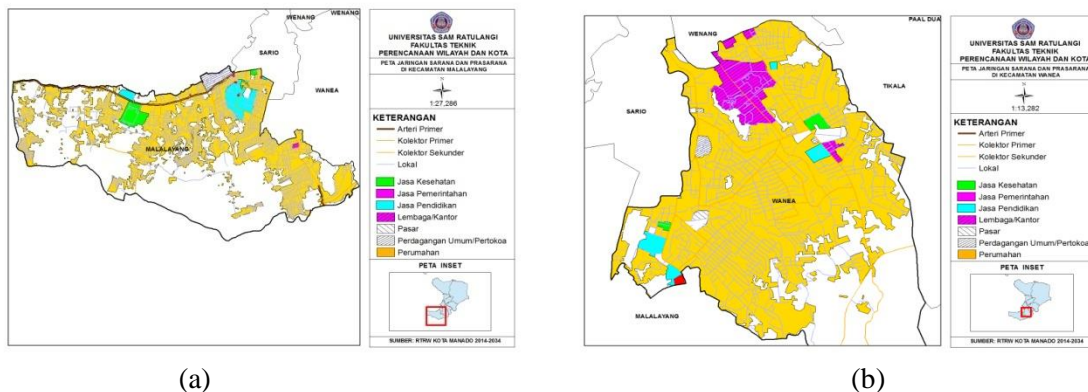 WENANG
WENANG
SARIO
WANEA
MALALAYANG
UNIVERSITAS SAM RATULANGI
FAKULTAS TEKNIK
PERENCANAAN WILAYAH DAN KOTA
PETA JARINGAN SARANA DAN PRASARANA
DI KECAMATAN MALALAYANG
1:27,286
KETERANGAN
Arteri Primer
Kolektor Primer
Kolektor Sekunder
Lokal
Jasa Kesehatan
Jasa Pemerintahan
Jasa Pendidikan
Lembaga/Kantor
Pasar
Perdagangan Umum/Pertokoa
Perumahan
PETA INSET
SUMBER: RTRW KOTA MANADO 2014-2034
(a)
PAAL DUA
WENANG
SARIO
TIKALA
WANEA
MALALAYANG
UNIVERSITAS SAM RATULANGI
FAKULTAS TEKNIK
PERENCANAAN WILAYAH DAN KOTA
PETA JARINGAN SARANA DAN PRASARANA
DI KECAMATAN WANEA
1:13,282
KETERANGAN
Arteri Primer
Kolektor Primer
Kolektor Sekunder
Lokal
Jasa Kesehatan
Jasa Pemerintahan
Jasa Pendidikan
Lembaga/Kantor
Pasar
Perdagangan Umum/Pertokoa
Perumahan
PETA INSET
SUMBER: RTRW KOTA MANADO 2014-2034
(b)